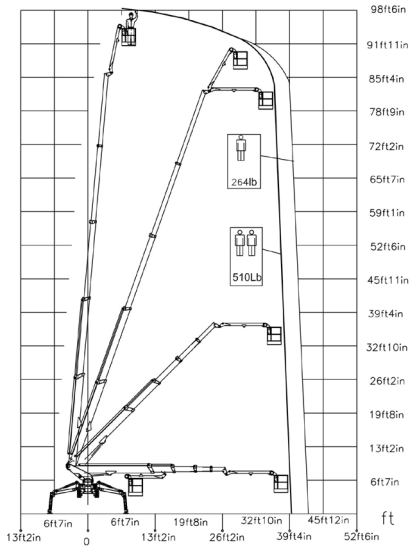 98ft6in
91ft11in
85ft4in
78ft9in
72ft2in
264lb
65ft7in
59ft1in
52ft6in
510Lb
45ft11in
39ft4in
32ft10in
26ft2in
19ft8in
13ft2in
6ft7in
6ft7in 6ft7in 19ft8in 32ft10in 45ft12in ft
13ft2in 0 13ft2in 26ft2in 39ft4in 52ft6in